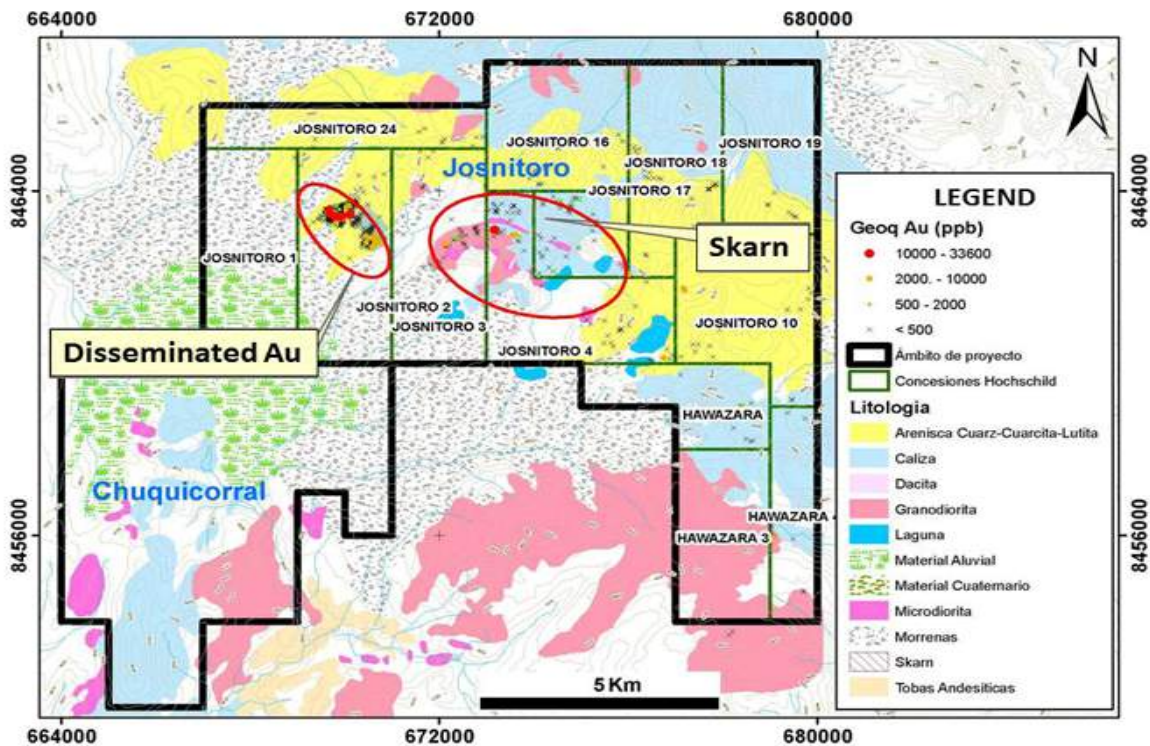 664000 672000 680000
N
JOSNITORO 24
JOSNITORO 16
JOSNITORO 19
JOSNITORO 18
Josnitoro
JOSNITORO 17
8464000 8464000
Skarn
JOSNITORO 1
JOSNITORO 2
JOSNITORO 3
JOSNITORO 10
Disseminated Au
JOSNITORO 4
HAWAZARA
Chuquicorral
HAWAZARA
HAWAZARA 3
8456000 8456000
5 Km
664000 672000 680000
LEGEND
Geoq Au (ppb)
10000 - 33600
2000. - 10000
500 - 2000
< 500
Ámbito de proyecto
Concesiones Hochschild
Litologia
Arenisca Cuarz-Cuarcita-Lutita
Caliza
Dacita
Granodiorita
Laguna
Material Aluvial
Material Cuaternario
Microdiorita
Morrenas
Skarn
Tobas Andesiticas